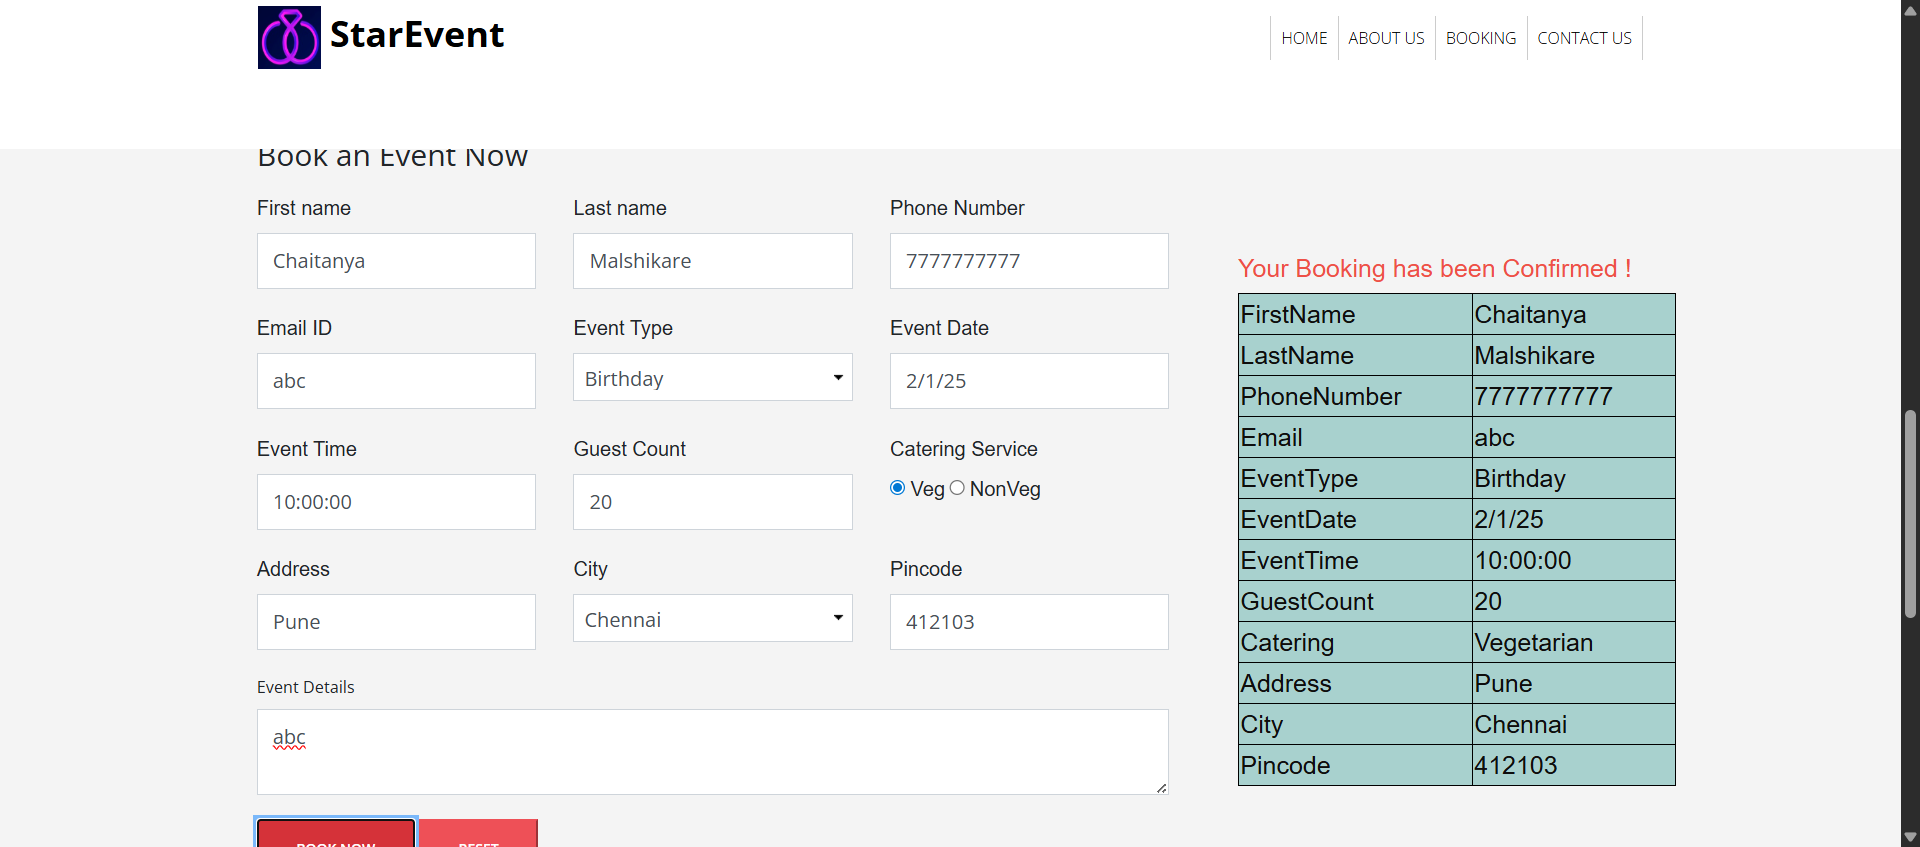 StarEvent
HOME ABOUT US BOOKING CONTACT US
Book an Event Now
First name Last name Phone Number
Chaitanya Malshikare 7777777777
Email ID Event Type Event Date
abc Birthday 2/1/25
Event Time Guest Count Catering Service
10:00:00 20 Veg NonVeg
Address City Pincode
Pune Chennai 412103
Event Details
abc
BOOK NOW RESET
Your Booking has been Confirmed !
FirstName Chaitanya
LastName Malshikare
PhoneNumber 7777777777
Email abc
EventType Birthday
EventDate 2/1/25
EventTime 10:00:00
GuestCount 20
Catering Vegetarian
Address Pune
City Chennai
Pincode 412103